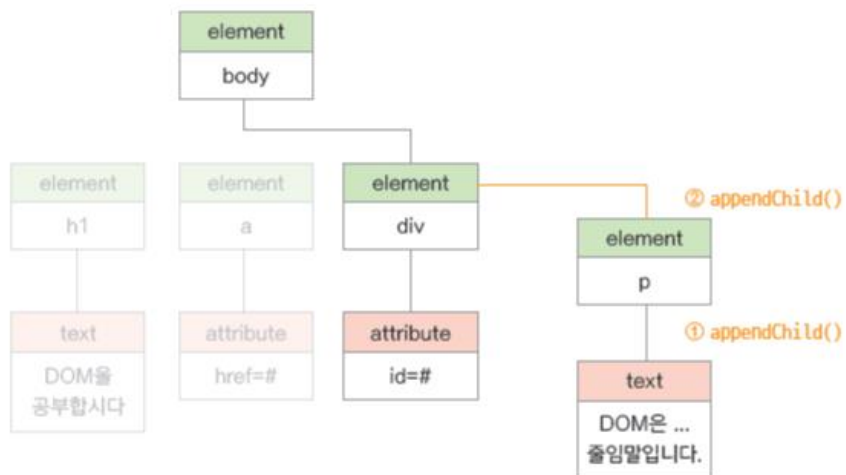 element
body
element
h1
element
a
element
div
② appendChild()
element
p
text
DOM을
공부합시다
attribute
href=#
attribute
id=#
① appendChild()
text
DOM은 ...
줄임말입니다.